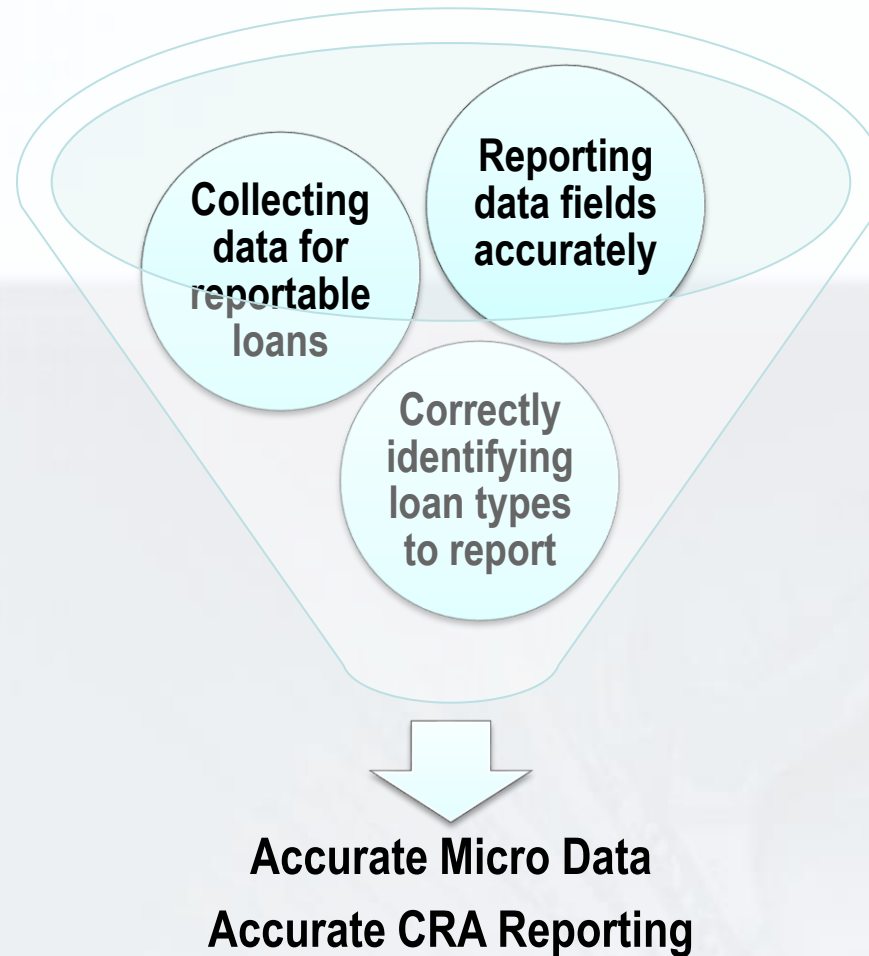 Collecting
data for
reportable
loans
Reporting
data fields
accurately
Correctly
identifying
loan types
to report
Accurate Micro Data
Accurate CRA Reporting